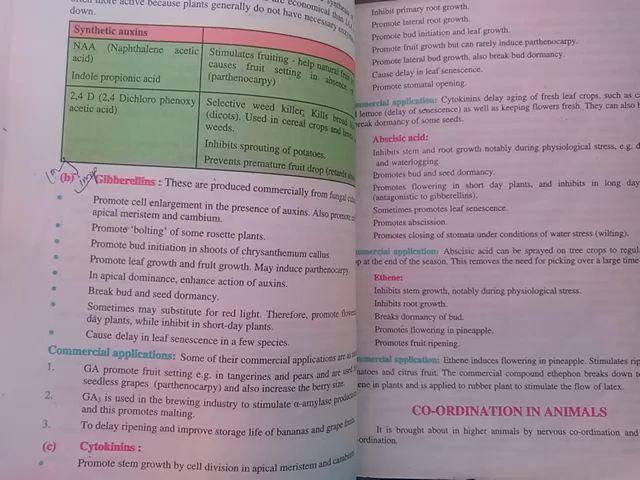 often more active because plants generally do not have necessary
down.
Synthetic auxins
NAA (Naphthalene acetic
acid)
Indole propionic acid
Stimulates fruiting - help natural fruit
causes fruit setting in absence
(parthenocarpy)
2,4 D (2,4 Dichloro phenoxy
acetic acid)
Selective weed killer; Kills broad
(dicots). Used in cereal crops and
weeds.
Inhibits sprouting of potatoes.
Prevents premature fruit drop (retards
(b) Gibberellins : These are produced commercially from fungal
• Promote cell enlargement in the presence of auxins. Also promote
apical meristem and cambium.
• Promote 'bolting' of some rosette plants.
• Promote bud initiation in shoots of chrysanthemum callus.
• Promote leaf growth and fruit growth. May induce parthenocarpy.
• In apical dominance, enhance action of auxins.
• Break bud and seed dormancy.
• Sometimes may substitute for red light. Therefore, promote
day plants, while inhibit in short-day plants.
• Cause delay in leaf senescence in a few species.
Commercial applications: Some of their commercial applications are
1. GA promote fruit setting e.g. in tangerines and pears and are used
seedless grapes (parthenocarpy) and also increase the berry size.
2. GA₃ is used in the brewing industry to stimulate α-amylase
and this promotes malting.
3. To delay ripening and improve storage life of bananas and grape
(c) Cytokinins :
• Promote stem growth by cell division in apical meristem and
Inhibit primary root growth.
Promote lateral root growth.
Promote bud initiation and leaf growth.
Promote fruit growth but can rarely induce parthenocarpy.
Promote lateral bud growth, also break bud dormancy.
Cause delay in leaf senescence.
Promote stomatal opening.
mmercial application: Cytokinins delay aging of fresh leaf crops, such as
lettuce (delay of senescence) as well as keeping flowers fresh. They can also
break dormancy of some seeds.
Abscisic acid:
Inhibits stem and root growth notably during physiological stress, e.g. d
and waterlogging
Promotes bud and seed dormancy.
Promotes flowering in short day plants, and inhibits in long day
(antagonistic to gibberellins).
Sometimes promotes leaf senescence.
Promotes abscission.
Promotes closing of stomata under conditions of water stress (wilting).
mmercial application: Abscisic acid can be sprayed on tree crops to regul
p at the end of the season. This removes the need for picking over a large time
Ethene:
Inhibits stem growth, notably during physiological stress.
Inhibits root growth.
Breaks dormancy of bud.
Promotes flowering in pineapple.
Promotes fruit ripening.
mmercial application: Ethene induces flowering in pineapple. Stimulates rip
matoes and citrus fruit. The commercial compound ethephon breaks down to
ene in plants and is applied to rubber plant to stimulate the flow of latex.
CO-ORDINATION IN ANIMALS
It is brought about in higher animals by nervous co-ordination and
-ordination.